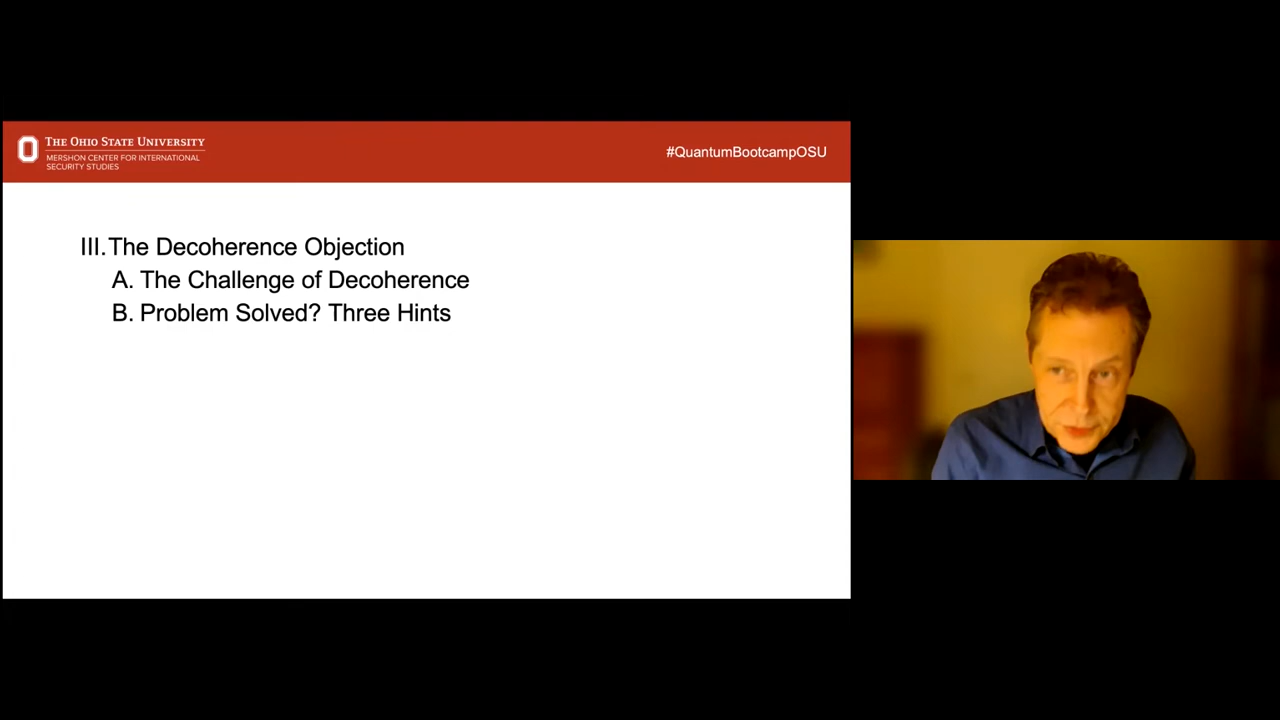 THE OHIO STATE UNIVERSITY
MERSHON CENTER FOR INTERNATIONAL
SECURITY STUDIES
#QuantumBootcampOSU
III.The Decoherence Objection
A. The Challenge of Decoherence
B. Problem Solved? Three Hints